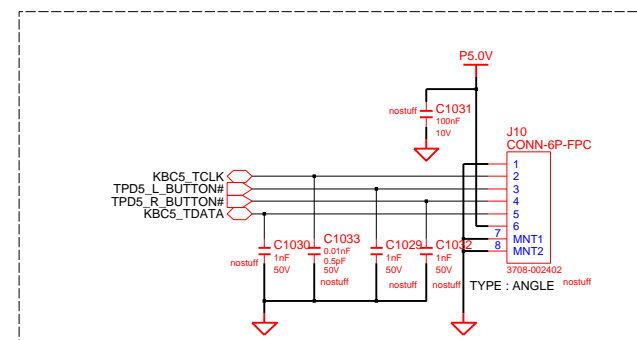 P5.0V
nostuff
C1031
100nF
10V
J10
CONN-6P-FPC
1
KBC5_TCLK
2
TPD5_L_BUTTON#
3
TPD5_R_BUTTON#
4
KBC5_TDATA
5
6
7
MNT1
8
MNT2
C1030
1nF
50V
nostuff
C1033
0.01nF
0.5pF
50V
nostuff
C1029
1nF
50V
nostuff
C1032
1nF
50V
nostuff
3708-002402
TYPE : ANGLE
nostuff